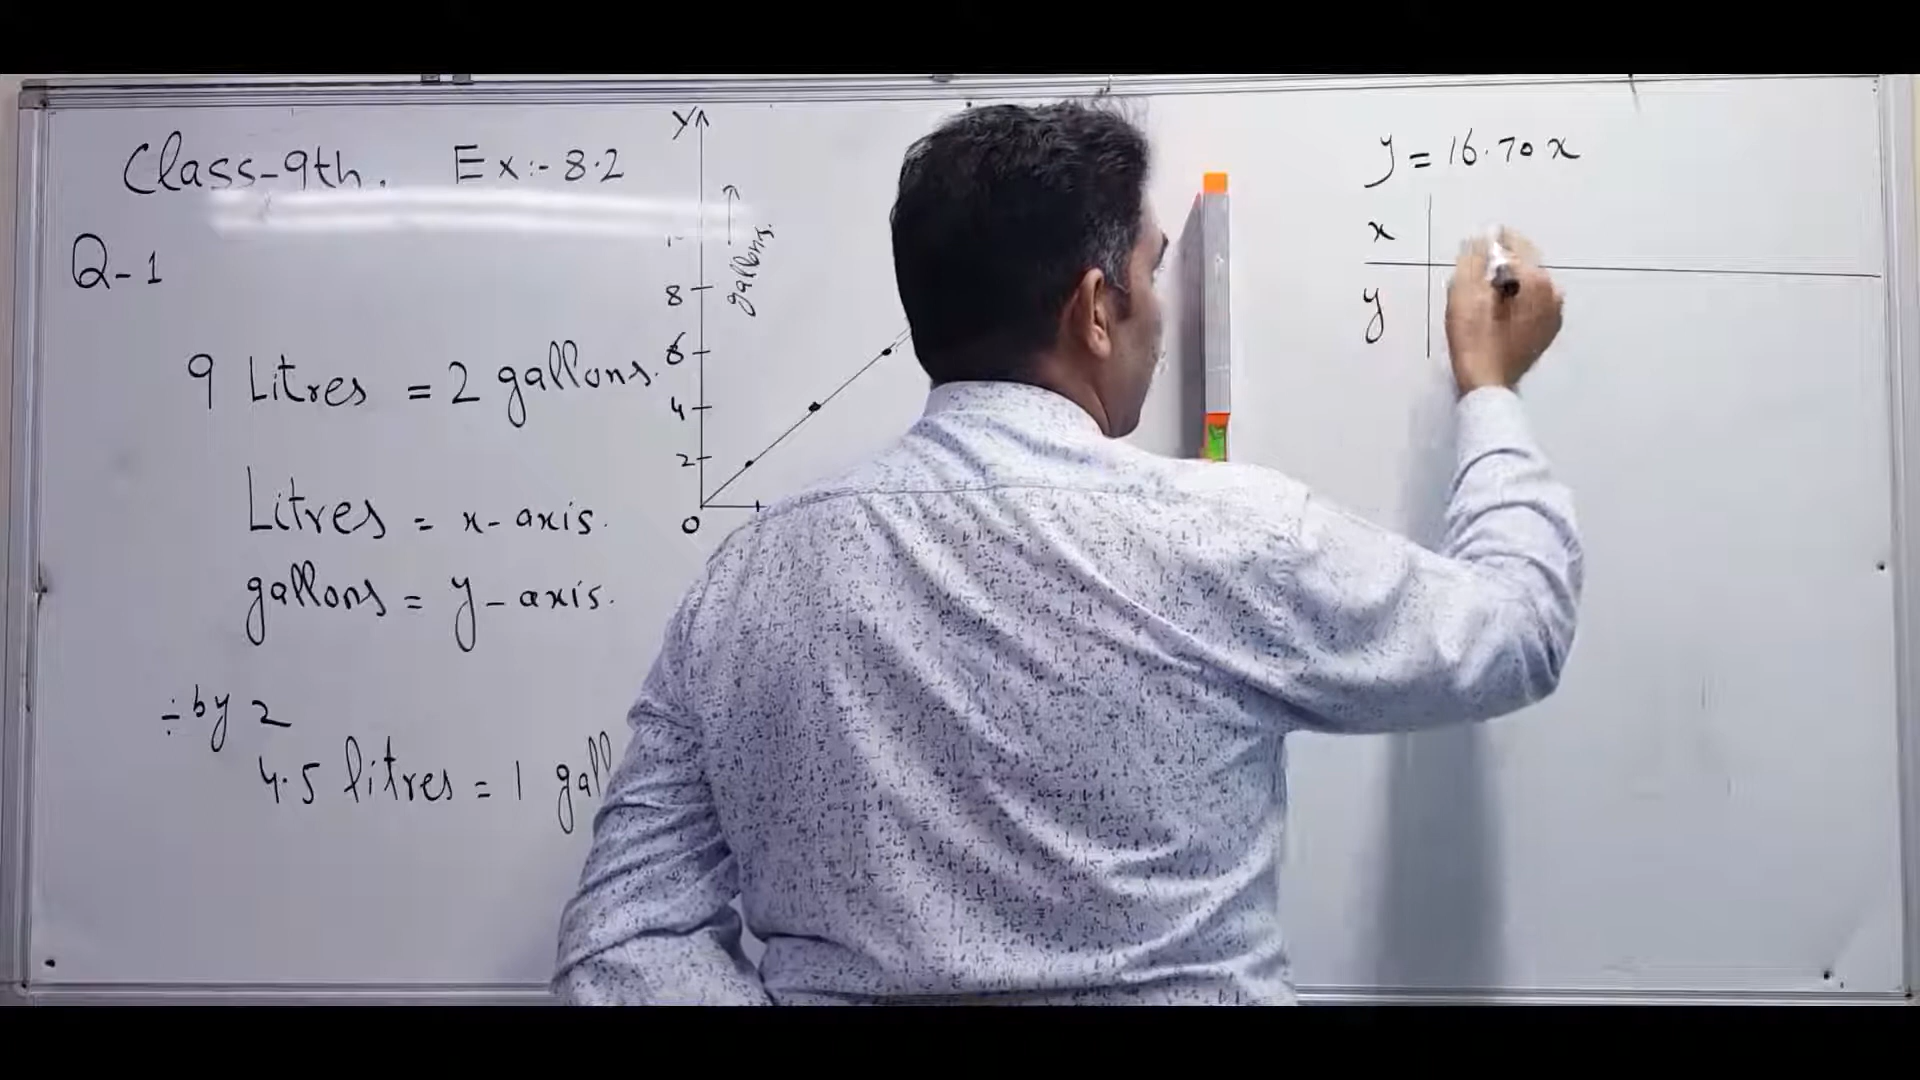 Class-9th. Ex:- 8.2
Q-1
9 Litres = 2 gallons.
Litres = x-axis.
gallons = y-axis.
÷ by 2
4.5 litres = 1 gall
Y
gallons.
8
6
4
2
0
y = 16.70x
x
y